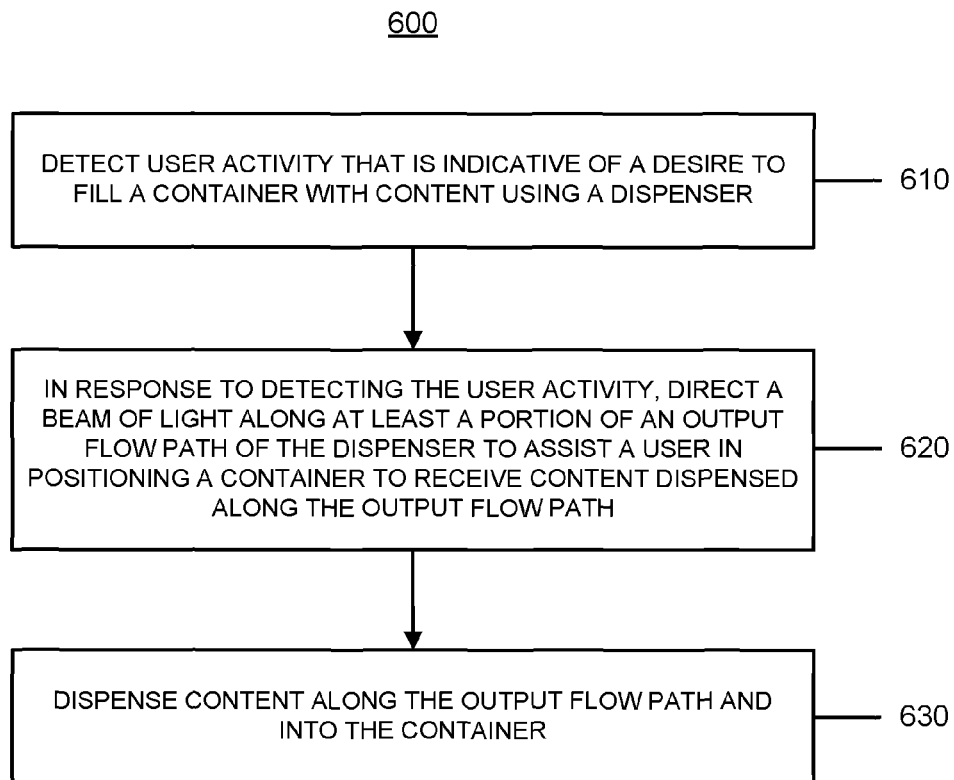 600
DETECT USER ACTIVITY THAT IS INDICATIVE OF A DESIRE TO
FILL A CONTAINER WITH CONTENT USING A DISPENSER
610
IN RESPONSE TO DETECTING THE USER ACTIVITY, DIRECT A
BEAM OF LIGHT ALONG AT LEAST A PORTION OF AN OUTPUT
FLOW PATH OF THE DISPENSER TO ASSIST A USER IN
POSITIONING A CONTAINER TO RECEIVE CONTENT DISPENSED
ALONG THE OUTPUT FLOW PATH
620
DISPENSE CONTENT ALONG THE OUTPUT FLOW PATH AND
INTO THE CONTAINER
630